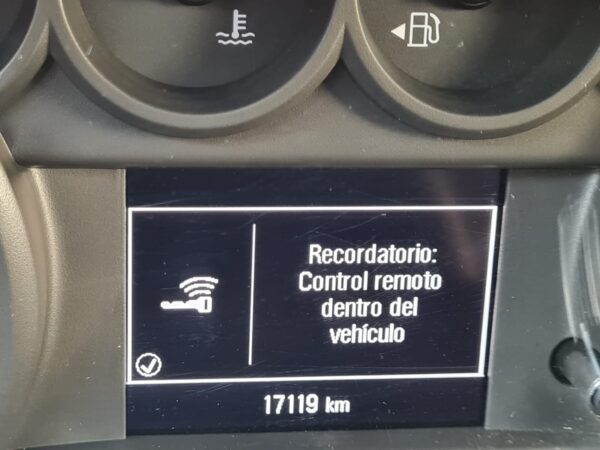 Recordatorio:
Control remoto
dentro del
vehículo
17119 km